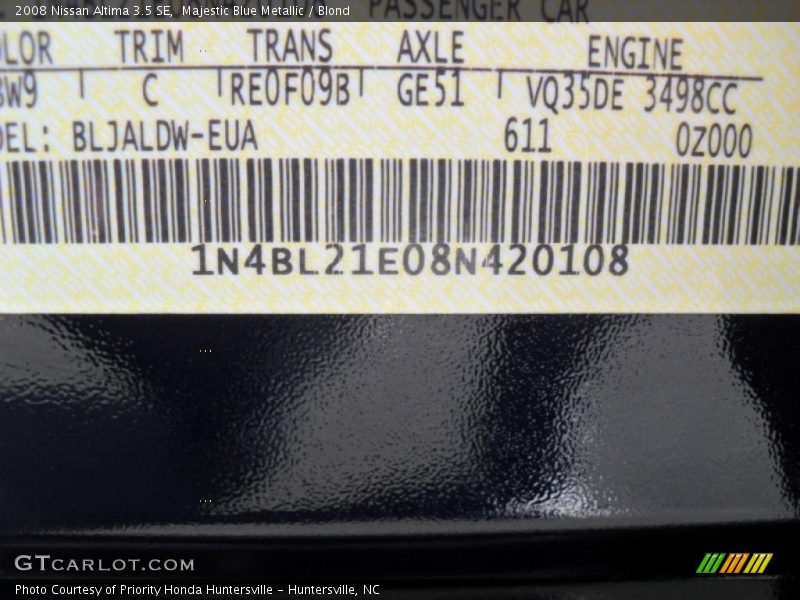 2008 Nissan Altima 3.5 SE, Majestic Blue Metallic / Blond
PASSENGER CAR
OLOR TRIM TRANS AXLE ENGINE
BW9 C RE0F09B GE51 VQ35DE 3498CC
DEL: BLJALDW-EUA 611 0Z000
1N4BL21E08N420108
GTCARLOT.COM
Photo Courtesy of Priority Honda Huntersville - Huntersville, NC